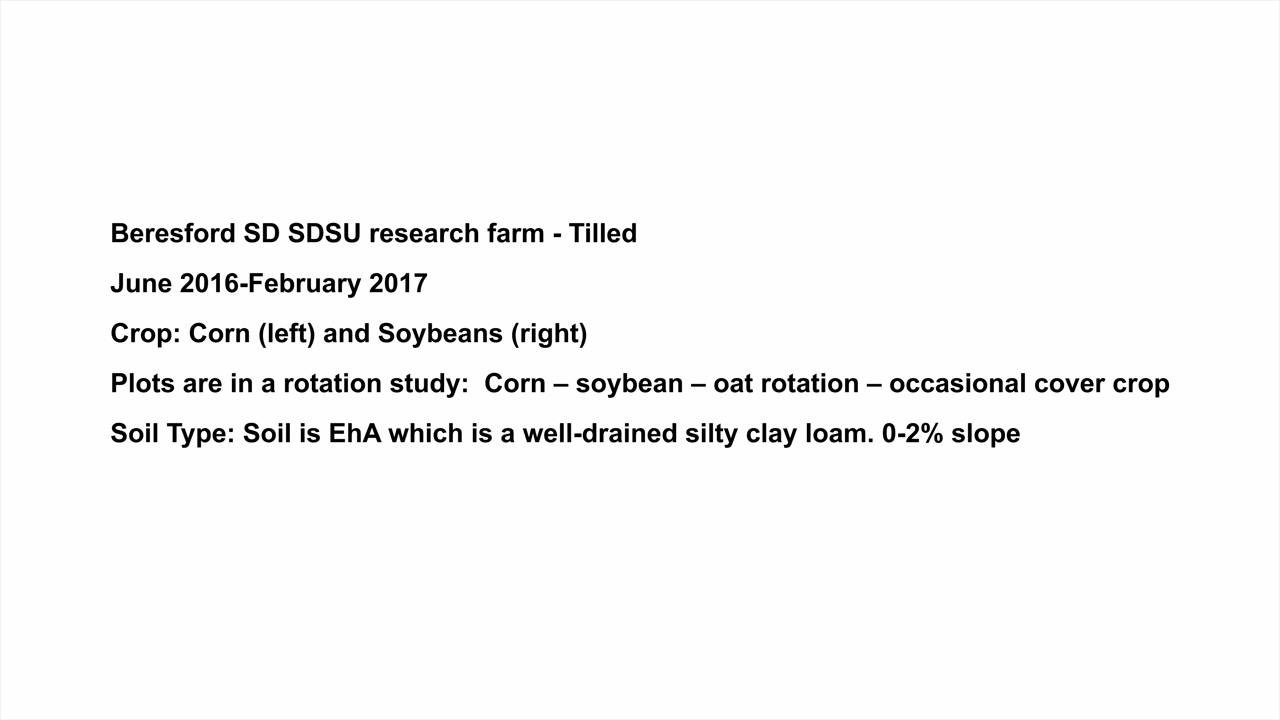 Beresford SD SDSU research farm - Tilled
June 2016-February 2017
Crop: Corn (left) and Soybeans (right)
Plots are in a rotation study:  Corn – soybean – oat rotation – occasional cover crop
Soil Type: Soil is EhA which is a well-drained silty clay loam. 0-2% slope